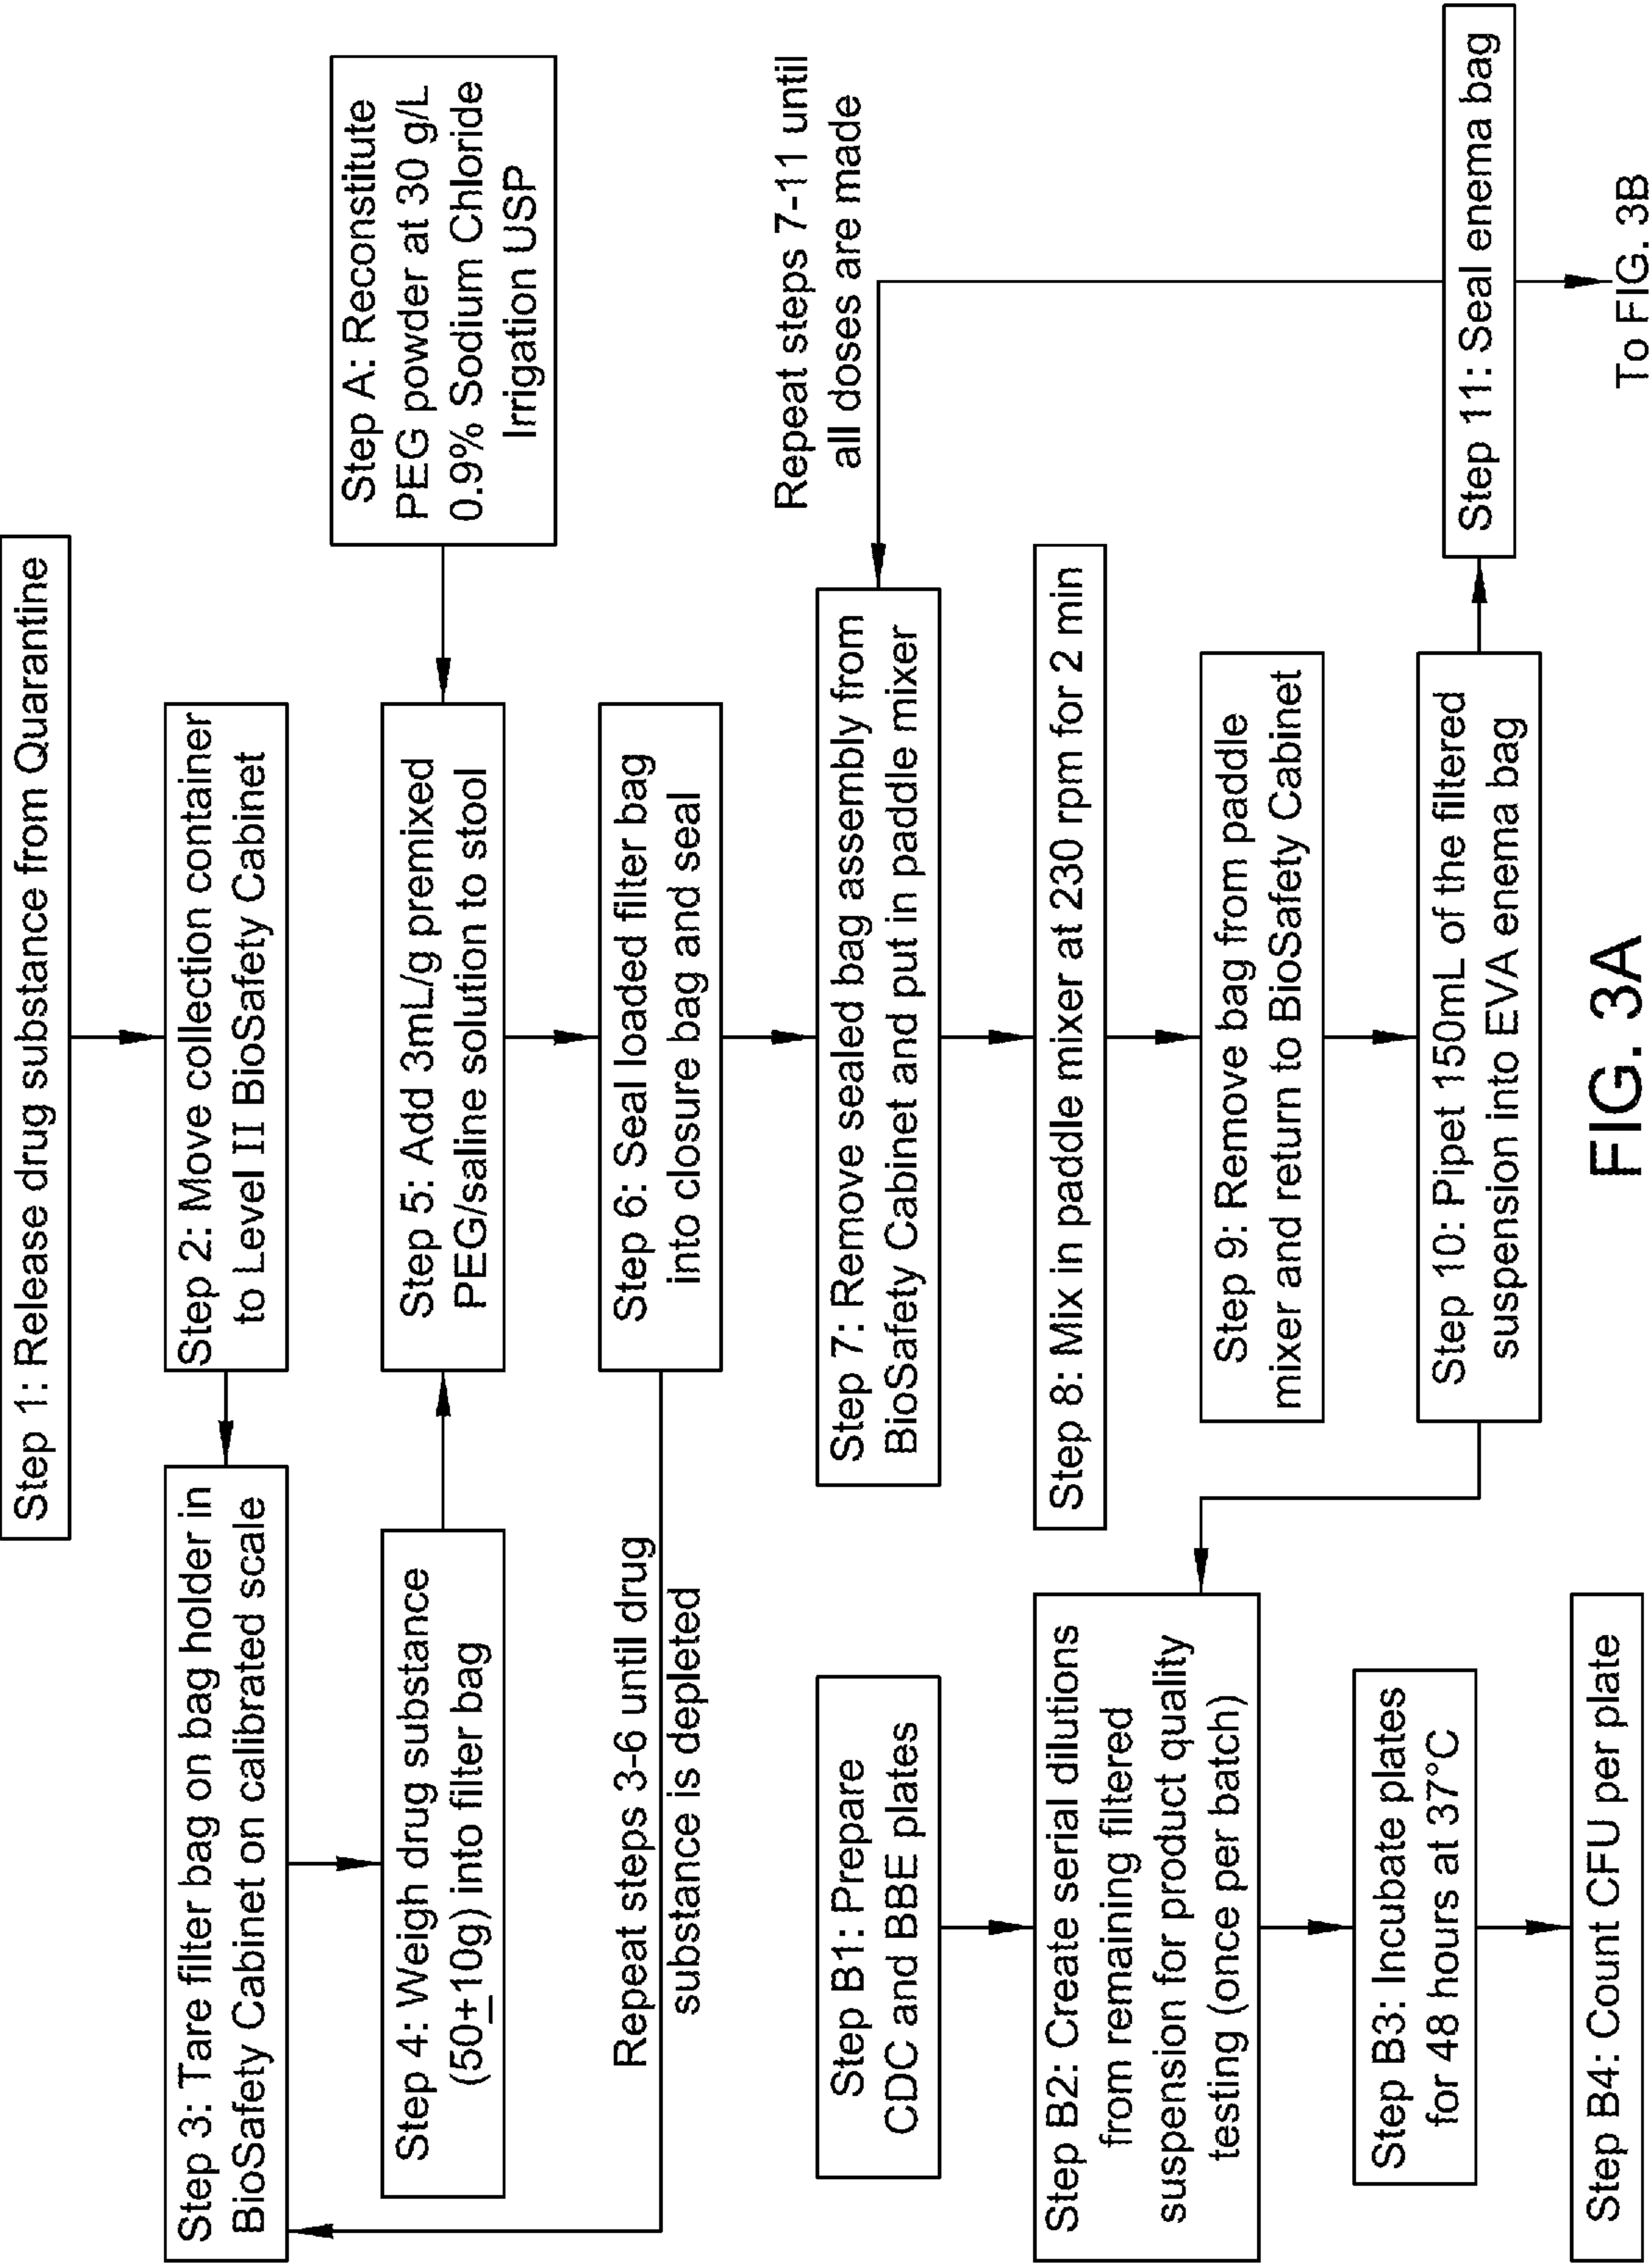 Step 1: Release drug substance from Quarantine
Step 2: Move collection container
to Level III BioSafety Cabinet
Step 3: Tare filter bag on bag holder in
BioSafety Cabinet on calibrated scale
Step 4: Weigh drug substance
(50±10g) into filter bag
Step 5: Add 3mL/g premixed
PEG/saline solution to stool
Step A: Reconstitute
PEG powder at 30 g/L
0.9% Sodium Chloride
Irrigation USP
Step 6: Seal loaded filter bag
into closure bag and seal
Repeat steps 3-6 until drug
substance is depleted
Repeat steps 7-11 until
all doses are made
Step 7: Remove sealed bag assembly from
BioSafety Cabinet and put in paddle mixer
Step 8: Mix in paddle mixer at 230 rpm for 2 min
Step 9: Remove bag from paddle
mixer and return to BioSafety Cabinet
Step 10: Pipet 150mL of the filtered
suspension into EVA enema bag
Step 11: Seal enema bag
To FIG. 3B
Step B1: Prepare
CDC and BBE plates
Step B2: Create serial dilutions
from remaining filtered
suspension for product quality
testing (once per batch)
Step B3: Incubate plates
for 48 hours at 37°C
Step B4: Count CFU per plate
FIG. 3A